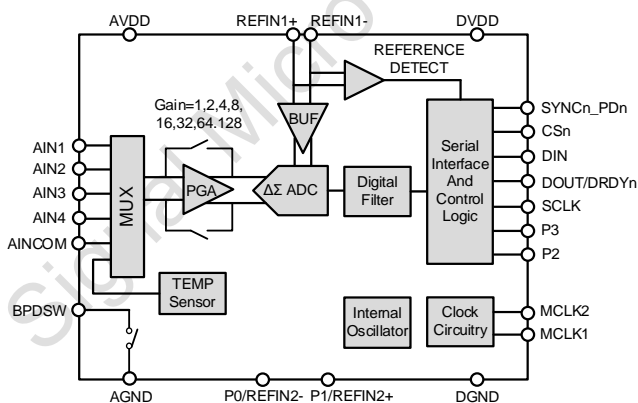 AVDD
REFIN1+ REFIN1-
DVDD
REFERENCE
DETECT
Gain=1,2,4,8,
16,32,64.128
BUF
AIN1
AIN2
AIN3
AIN4
AINCOM
BPDSW
MUX
PGA
ΔΣ ADC
Digital
Filter
Serial
Interface
And
Control
Logic
SYNCn_PDn
CSn
DIN
DOUT/DRDYn
SCLK
P3
P2
TEMP
Sensor
Internal
Oscillator
Clock
Circuitry
MCLK2
MCLK1
AGND
P0/REFIN2- P1/REFIN2+
DGND
Signal Micro